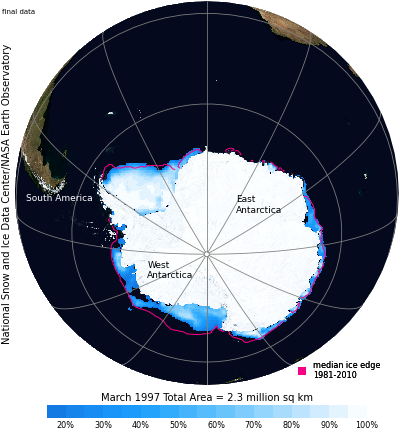 final data
National Snow and Ice Data Center/NASA Earth Observatory
South America
East
Antarctica
West
Antarctica
median ice edge
1981-2010
March 1997 Total Area = 2.3 million sq km
20% 30% 40% 50% 60% 70% 80% 90% 100%